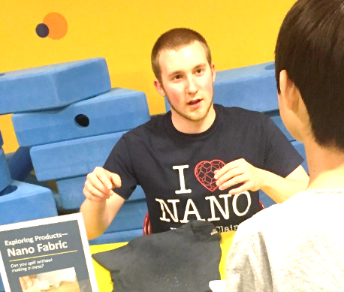 I
NANO
Exploring Products—
Nano Fabric
Can you spill without
making a mess?